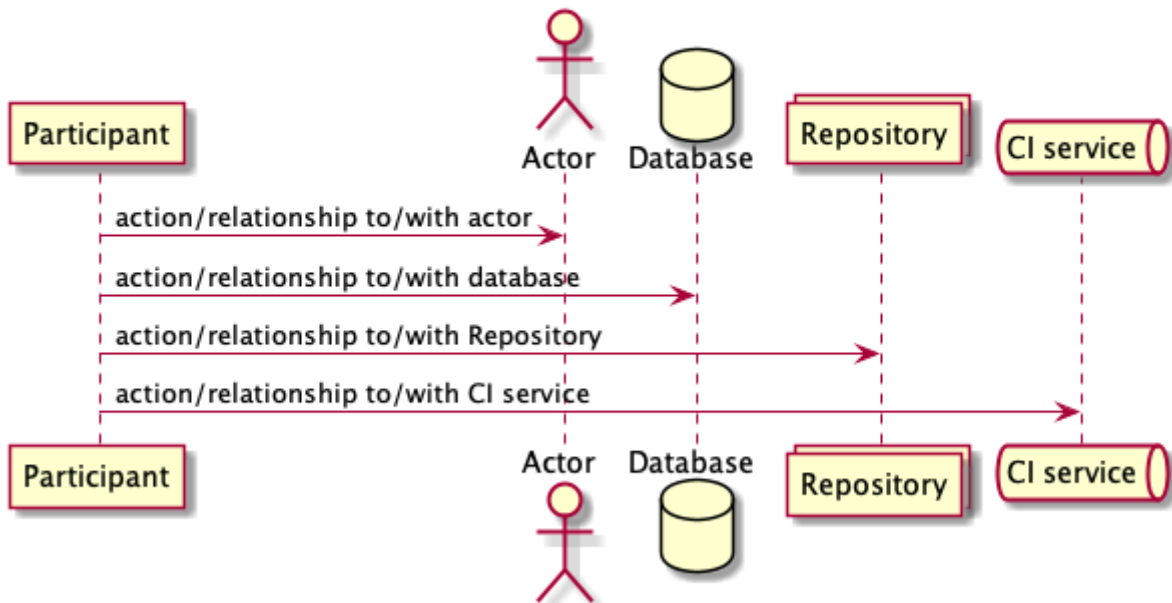 Participant
Actor
Database
Repository
CI service
action/relationship to/with actor
action/relationship to/with database
action/relationship to/with Repository
action/relationship to/with CI service
Participant
Actor
Database
Repository
CI service